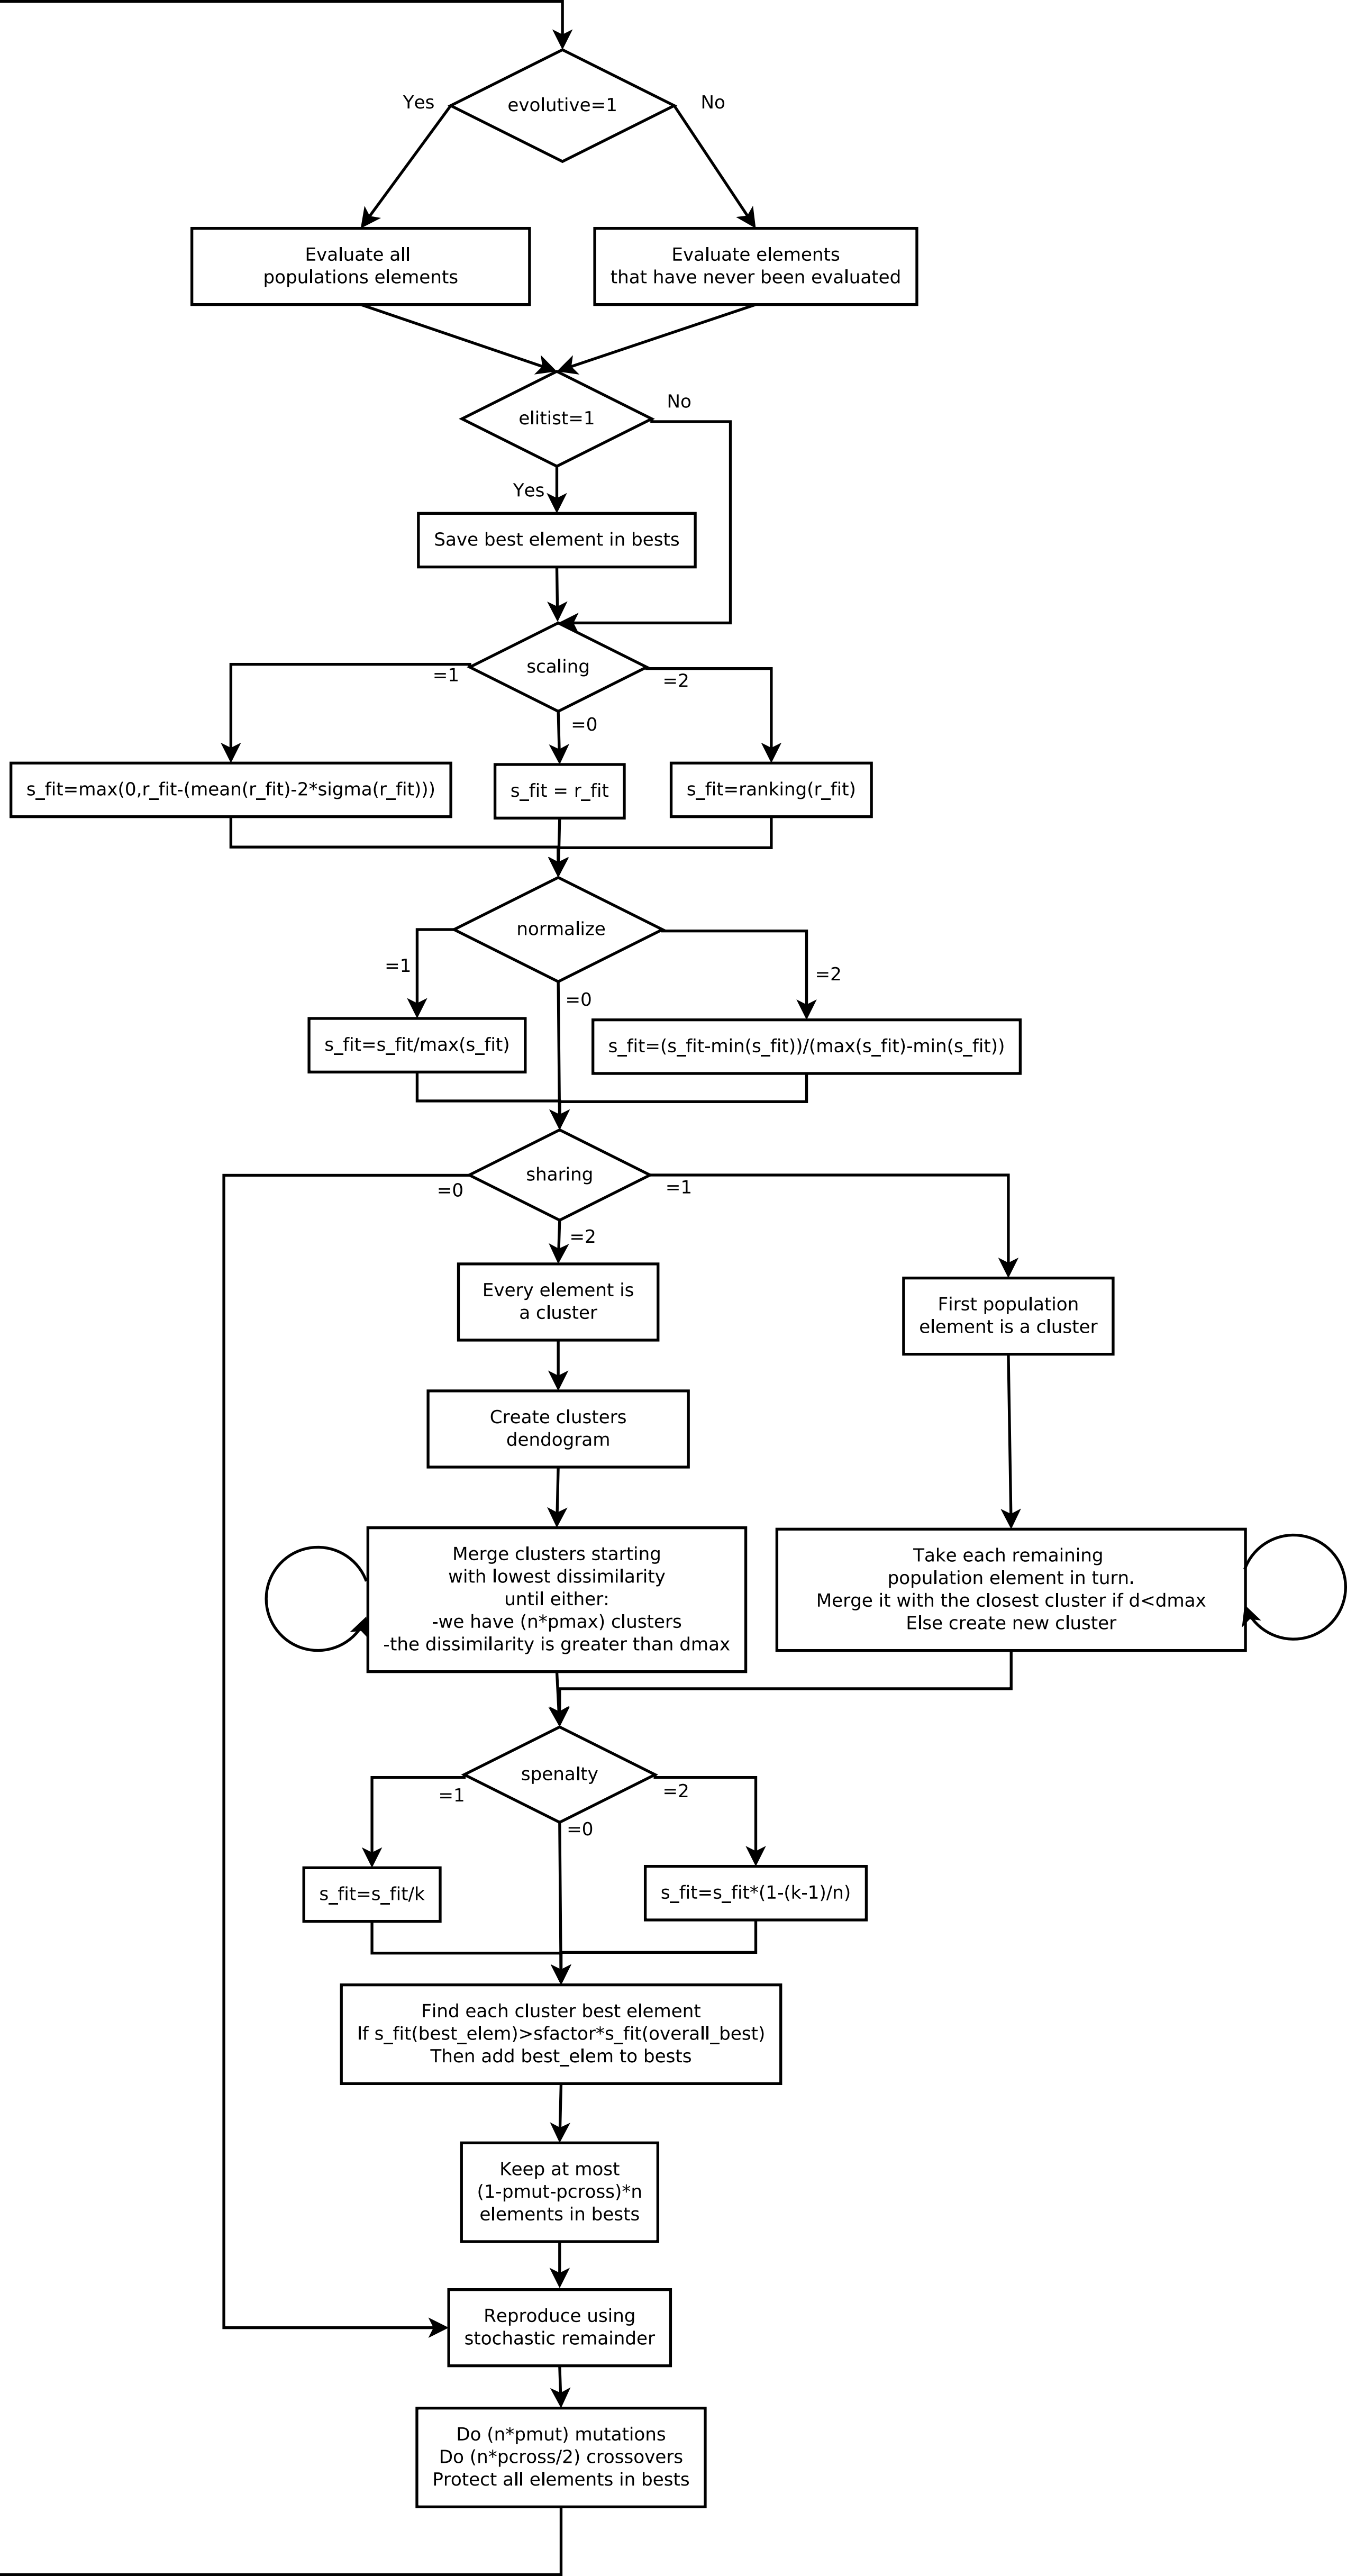 evolutive=1
Yes
No
Evaluate all
populations elements
Evaluate elements
that have never been evaluated
elitist=1
No
Yes
Save best element in bests
scaling
=1
=2
=0
s_fit=max(0,r_fit-(mean(r_fit)-2*sigma(r_fit)))
s_fit = r_fit
s_fit=ranking(r_fit)
normalize
=1
=2
=0
s_fit=s_fit/max(s_fit)
s_fit=(s_fit-min(s_fit))/(max(s_fit)-min(s_fit))
sharing
=0
=1
=2
Every element is
a cluster
First population
element is a cluster
Create clusters
dendogram
Merge clusters starting
with lowest dissimilarity
until either:
-we have (n*pmax) clusters
-the dissimilarity is greater than dmax
Take each remaining
population element in turn.
Merge it with the closest cluster if d<dmax
Else create new cluster
spenalty
=1
=2
=0
s_fit=s_fit/k
s_fit=s_fit*(1-(k-1)/n)
Find each cluster best element
If s_fit(best_elem)>sfactor*s_fit(overall_best)
Then add best_elem to bests
Keep at most
(1-pmut-pcross)*n
elements in bests
Reproduce using
stochastic remainder
Do (n*pmut) mutations
Do (n*pcross/2) crossovers
Protect all elements in bests